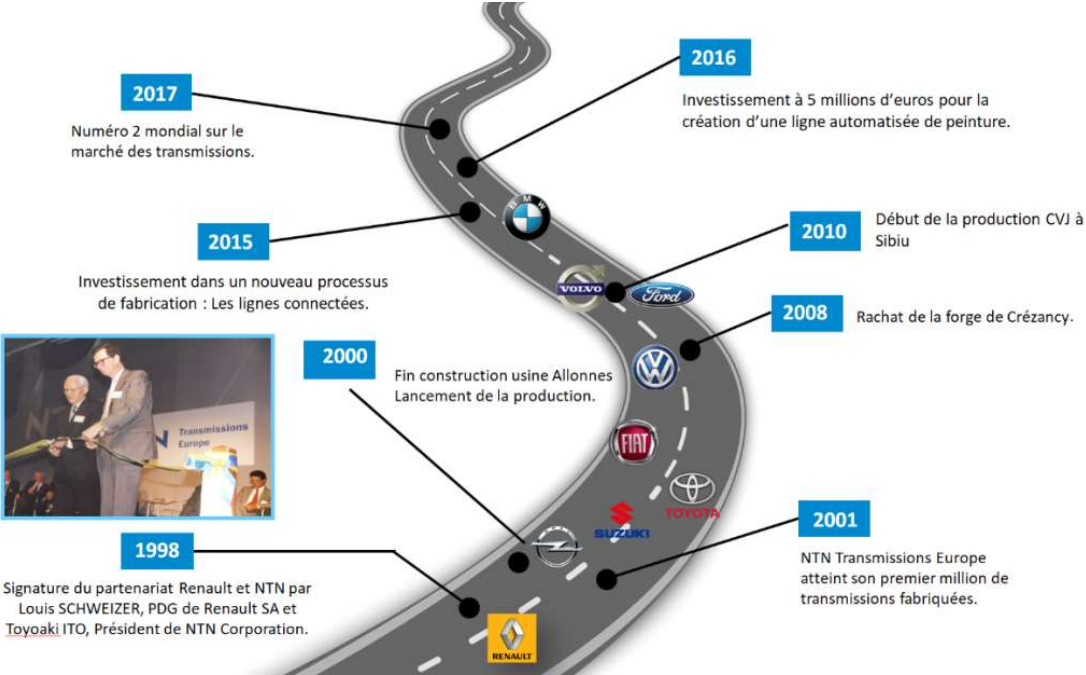 2017
Numéro 2 mondial sur le
marché des transmissions.
2016
Investissement à 5 millions d'euros pour la
création d'une ligne automatisée de peinture.
2015
Investissement dans un nouveau processus
de fabrication : Les lignes connectées.
BMW
2010
Début de la production CVJ à
Sibiu
VOLVO
Ford
2008
Rachat de la forge de Crézancy.
2000
Fin construction usine Allonnes
Lancement de la production.
Transmissions
Europe
FIAT
TOYOTA
SUZUKI
2001
NTN Transmissions Europe
atteint son premier million de
transmissions fabriquées.
1998
Signature du partenariat Renault et NTN par
Louis SCHWEIZER, PDG de Renault SA et
Toyoaki ITO, Président de NTN Corporation.
RENAULT